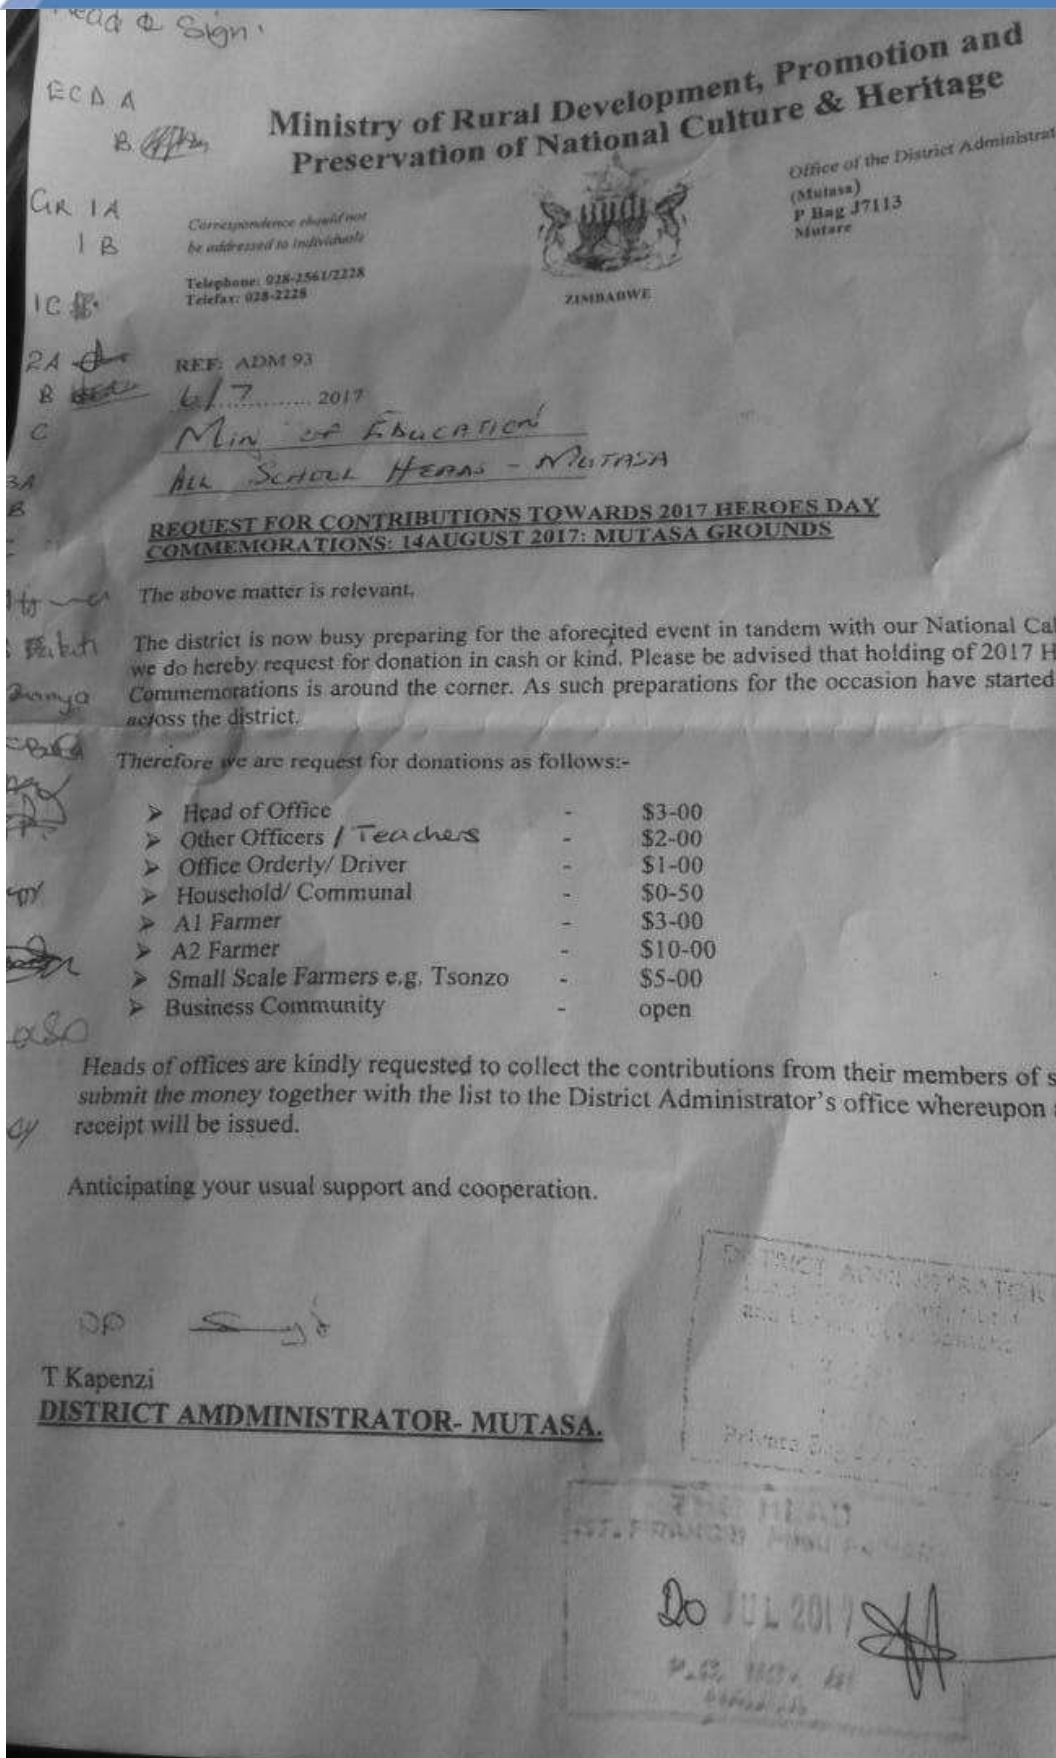 Read & Sign.
ECD A
B
GR 1A
1 B
1C
2A
B
C
3A
B
Ministry of Rural Development, Promotion and
Preservation of National Culture & Heritage
Office of the District Administrat
(Mutasa)
P Bag J7113
Mutare
Correspondence should not
be addressed to individuals
Telephone: 028-2561/2228
Telefax: 028-2228
ZIMBABWE
REF: ADM 93
6/7.......... 2017
MIN OF EDUCATION
ALL SCHOOL HEADS - MUTASA
REQUEST FOR CONTRIBUTIONS TOWARDS 2017 HEROES DAY
COMMEMORATIONS: 14AUGUST 2017: MUTASA GROUNDS
The above matter is relevant.
The district is now busy preparing for the aforecited event in tandem with our National Cal
we do hereby request for donation in cash or kind. Please be advised that holding of 2017 H
Commemorations is around the corner. As such preparations for the occasion have started
across the district.
Therefore we are request for donations as follows:-
➢ Head of Office - $3-00
➢ Other Officers / Teachers - $2-00
➢ Office Orderly/ Driver - $1-00
➢ Household/ Communal - $0-50
➢ A1 Farmer - $3-00
➢ A2 Farmer - $10-00
➢ Small Scale Farmers e.g. Tsonzo - $5-00
➢ Business Community - open
Heads of offices are kindly requested to collect the contributions from their members of s
submit the money together with the list to the District Administrator's office whereupon
receipt will be issued.
Anticipating your usual support and cooperation.
T Kapenzi
DISTRICT AMDMINISTRATOR- MUTASA.
DISTRICT ADMINISTRATOR
Private Bag
20 JUL 2017